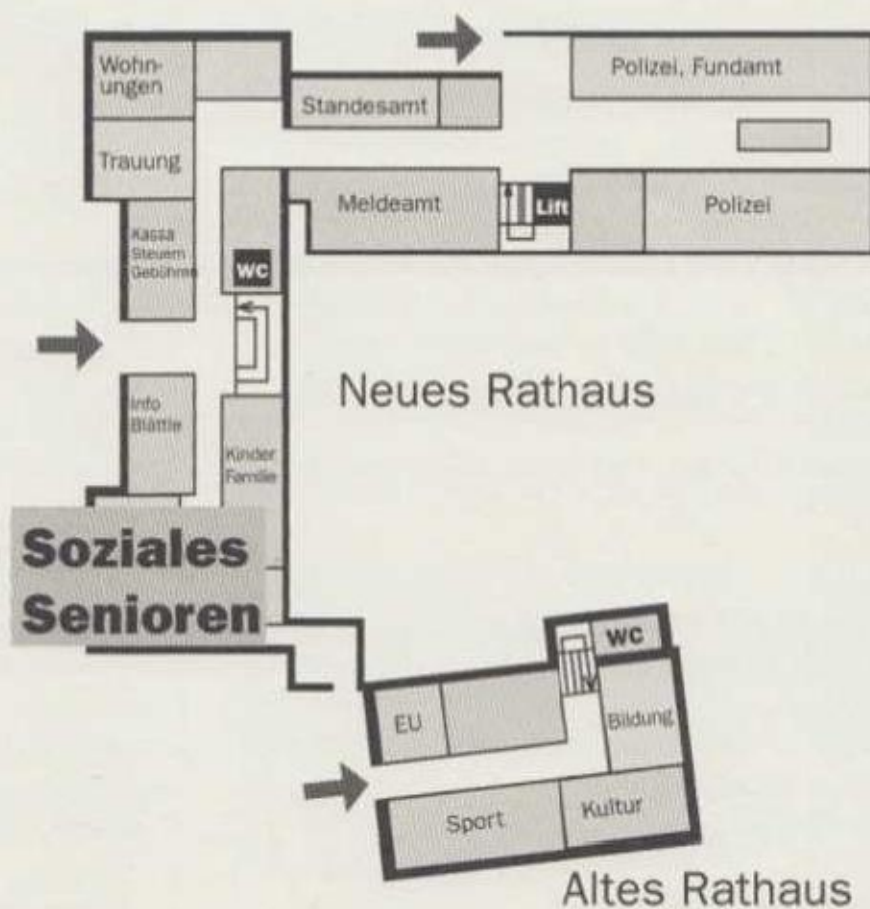 Wohn-
ungen
Polizei, Fundamt
Standesamt
Trauung
Meldeamt
Lift
Polizei
Kassa
Steuern
Gebühren
WC
Neues Rathaus
Info
Blättle
Kinder
Familie
Soziales
Senioren
WC
EU
Bildung
Sport
Kultur
Altes Rathaus